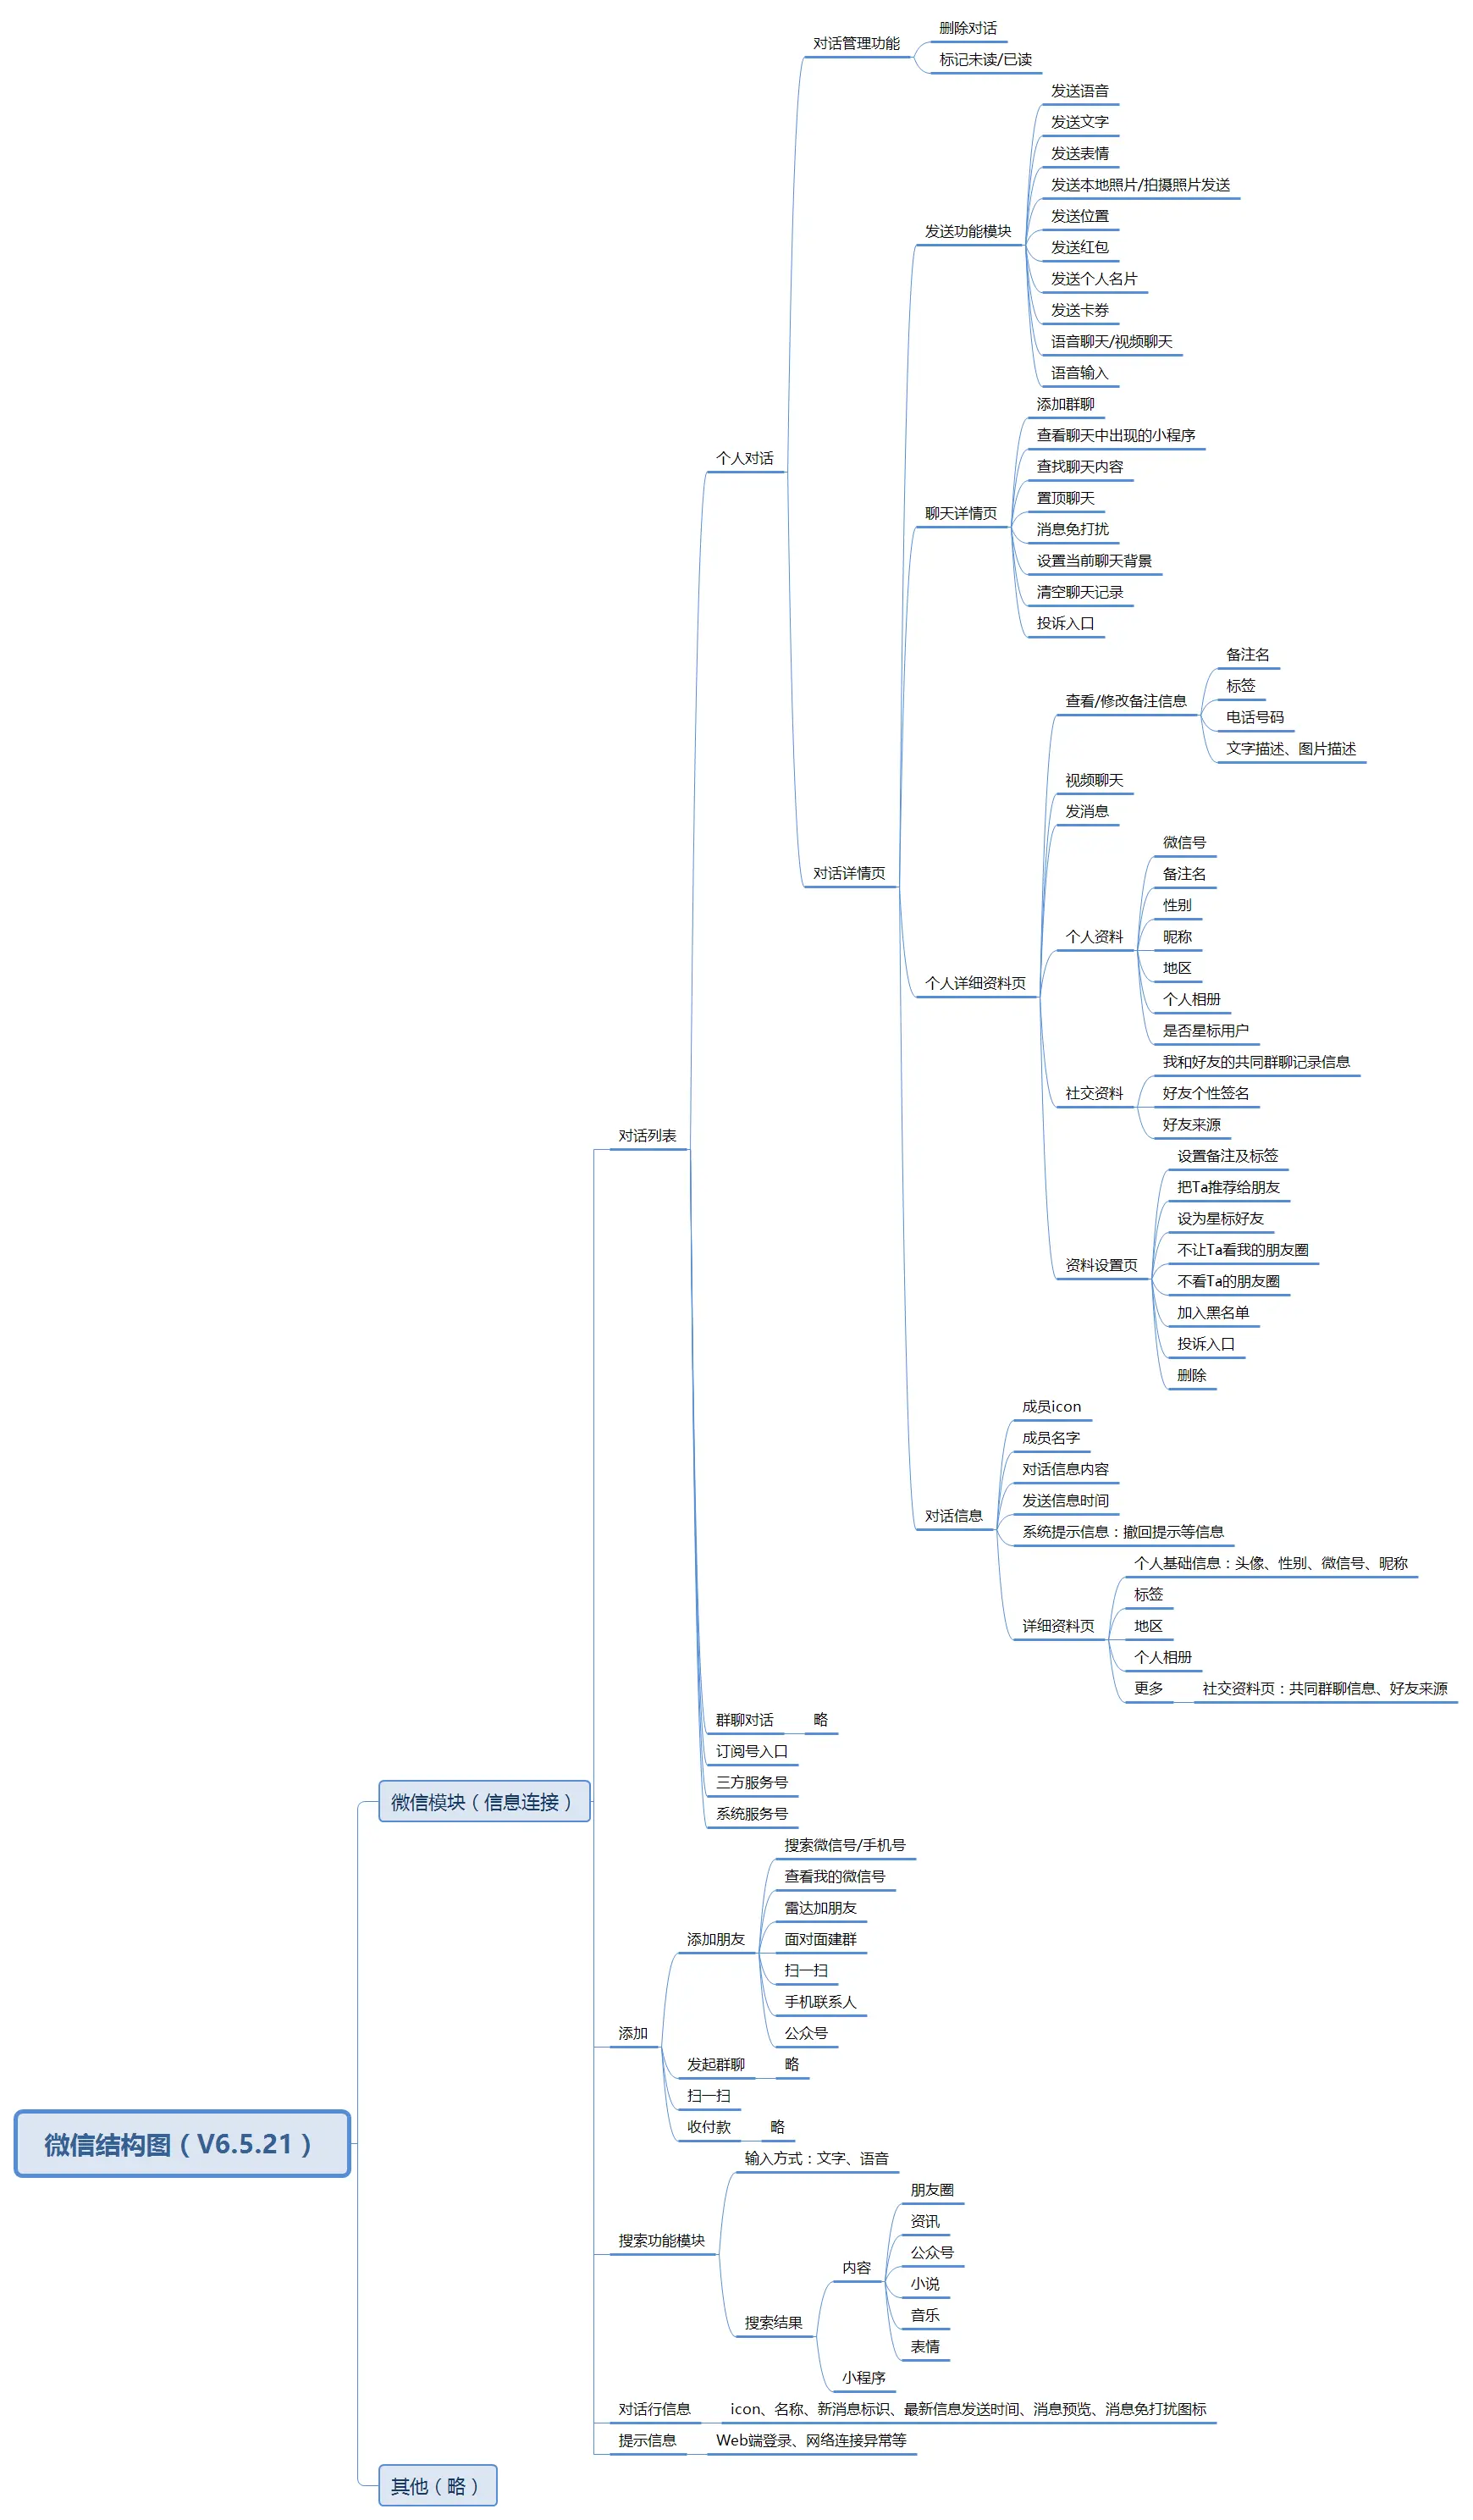 微信结构图（V6.5.21）
微信模块（信息连接）
对话列表
个人对话
对话管理功能
删除对话
标记未读/已读
对话详情页
发送功能模块
发送语音
发送文字
发送表情
发送本地照片/拍摄照片发送
发送位置
发送红包
发送个人名片
发送卡券
语音聊天/视频聊天
语音输入
聊天详情页
添加群聊
查看聊天中出现的小程序
查找聊天内容
置顶聊天
消息免打扰
设置当前聊天背景
清空聊天记录
投诉入口
个人详细资料页
查看/修改备注信息
备注名
标签
电话号码
文字描述、图片描述
视频聊天
发消息
个人资料
微信号
备注名
性别
昵称
地区
个人相册
是否星标用户
社交资料
我和好友的共同群聊记录信息
好友个性签名
好友来源
资料设置页
设置备注及标签
把Ta推荐给朋友
设为星标好友
不让Ta看我的朋友圈
不看Ta的朋友圈
加入黑名单
投诉入口
删除
对话信息
成员icon
成员名字
对话信息内容
发送信息时间
系统提示信息：撤回提示等信息
详细资料页
个人基础信息：头像、性别、微信号、昵称
标签
地区
个人相册
更多
社交资料页：共同群聊信息、好友来源
群聊对话
略
订阅号入口
三方服务号
系统服务号
添加
添加朋友
搜索微信号/手机号
查看我的微信号
雷达加朋友
面对面建群
扫一扫
手机联系人
公众号
发起群聊
略
扫一扫
收付款
略
搜索功能模块
输入方式：文字、语音
搜索结果
内容
朋友圈
资讯
公众号
小说
音乐
表情
小程序
对话行信息
icon、名称、新消息标识、最新信息发送时间、消息预览、消息免打扰图标
提示信息
Web端登录、网络连接异常等
其他（略）